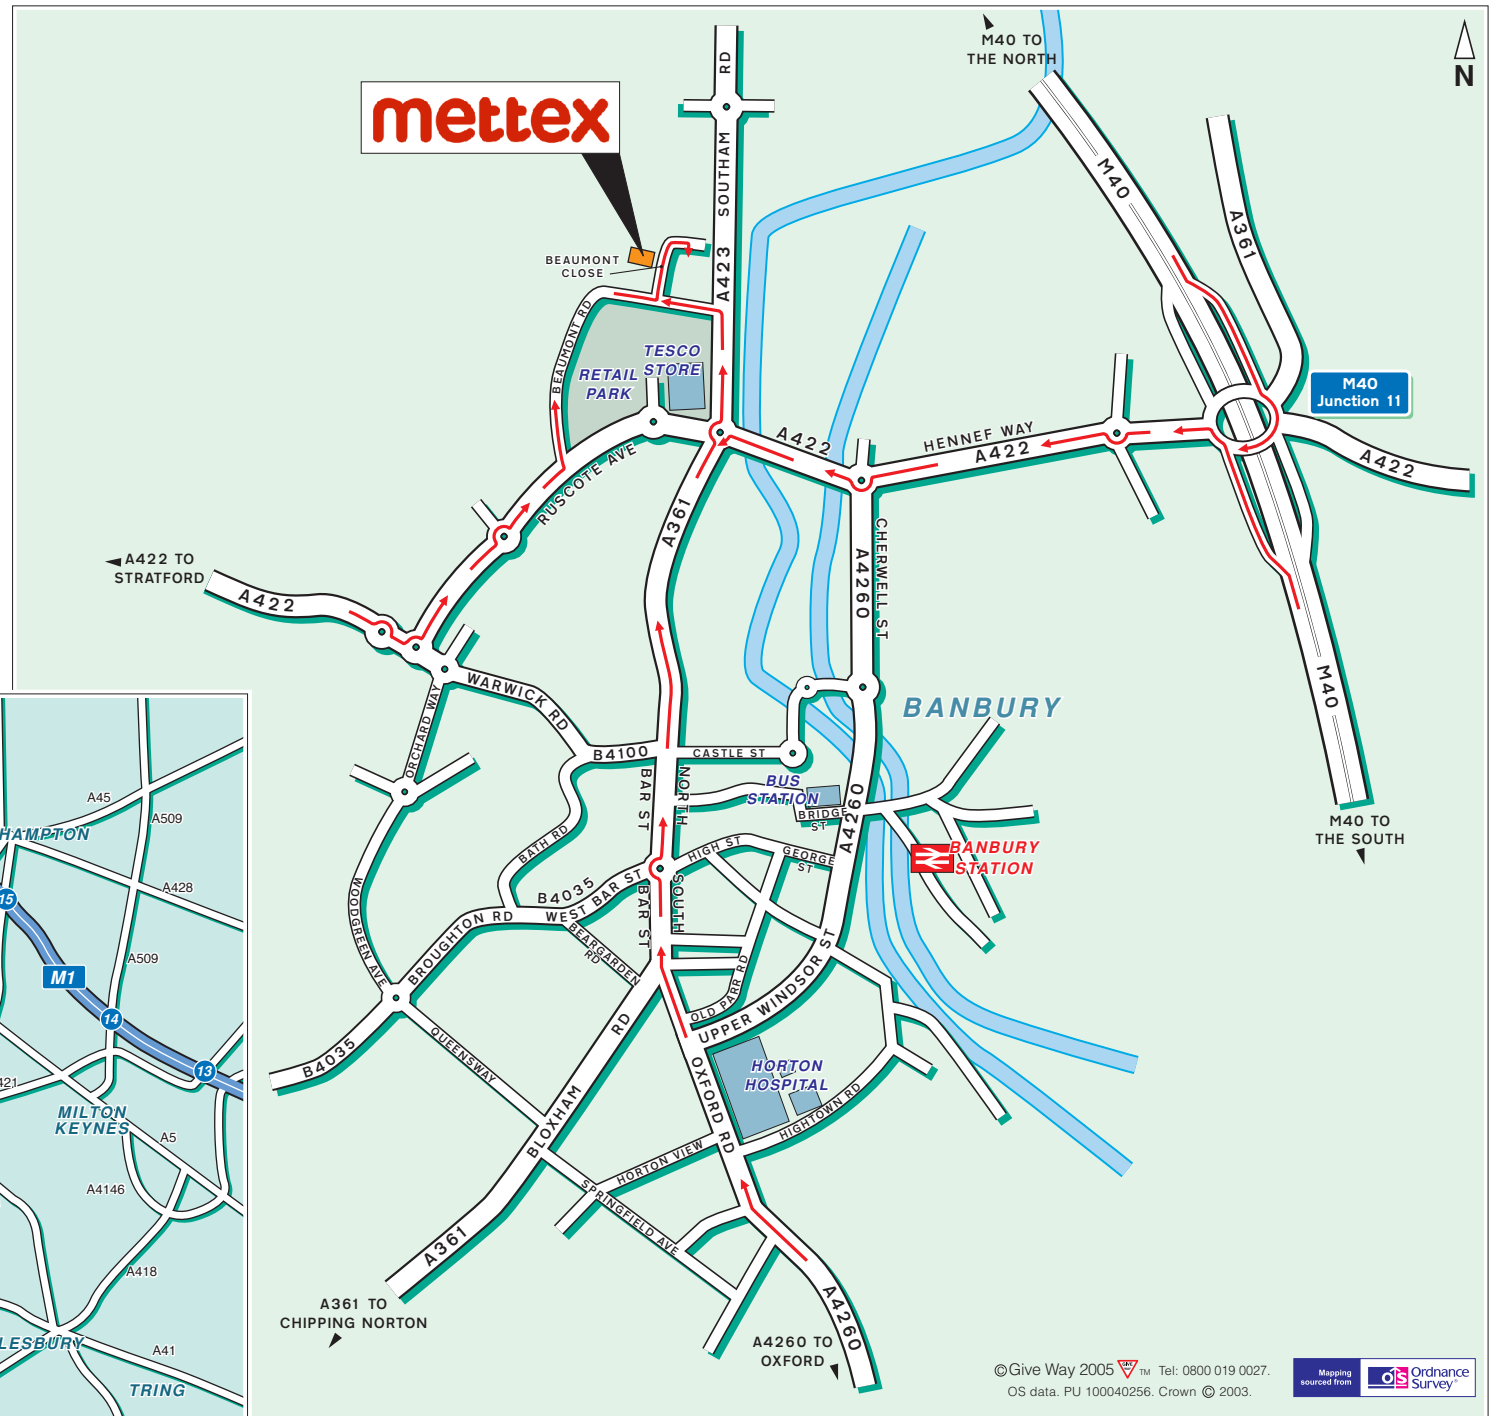 M40 TO
THE NORTH
N
RD
SOUTHAM
A423
mettex
M40
A361
BEAUMONT
CLOSE
BEAUMONT RD
TESCO
STORE
RETAIL
PARK
M40
Junction 11
A422
HENNEF WAY
A422
A422
RUSCOTE AVE
A361
CHERWELL ST
A4260
A422 TO
STRATFORD
A422
M40
WARWICK RD
ORCHARD WAY
BANBURY
B4100
CASTLE ST
BAR ST
NORTH
BUS
STATION
BRIDGE
ST
A4260
M40 TO
THE SOUTH
BANBURY
STATION
BATH RD
HIGH ST
GEORGE
ST
B4035
WEST BAR ST
BAR ST
SOUTH
WOODGREEN AVE
BROUGHTON RD
BEARGARDEN
RD
OLD PARR RD
UPPER WINDSOR ST
B4035
QUEENSWAY
BLOXHAM RD
OXFORD RD
HORTON
HOSPITAL
HIGHTOWN RD
HORTON VIEW
SPRINGFIELD AVE
A361
A361 TO
CHIPPING NORTON
A4260
A4260 TO
OXFORD
A45
A509
HAMPTON
A428
15
A509
M1
14
13
421
MILTON
KEYNES
A5
A4146
A418
LESBURY
A41
TRING
©Give Way 2005 GIVE WAY TM Tel: 0800 019 0027.
OS data. PU 100040256. Crown © 2003.
Mapping
sourced from
OS Ordnance
Survey®